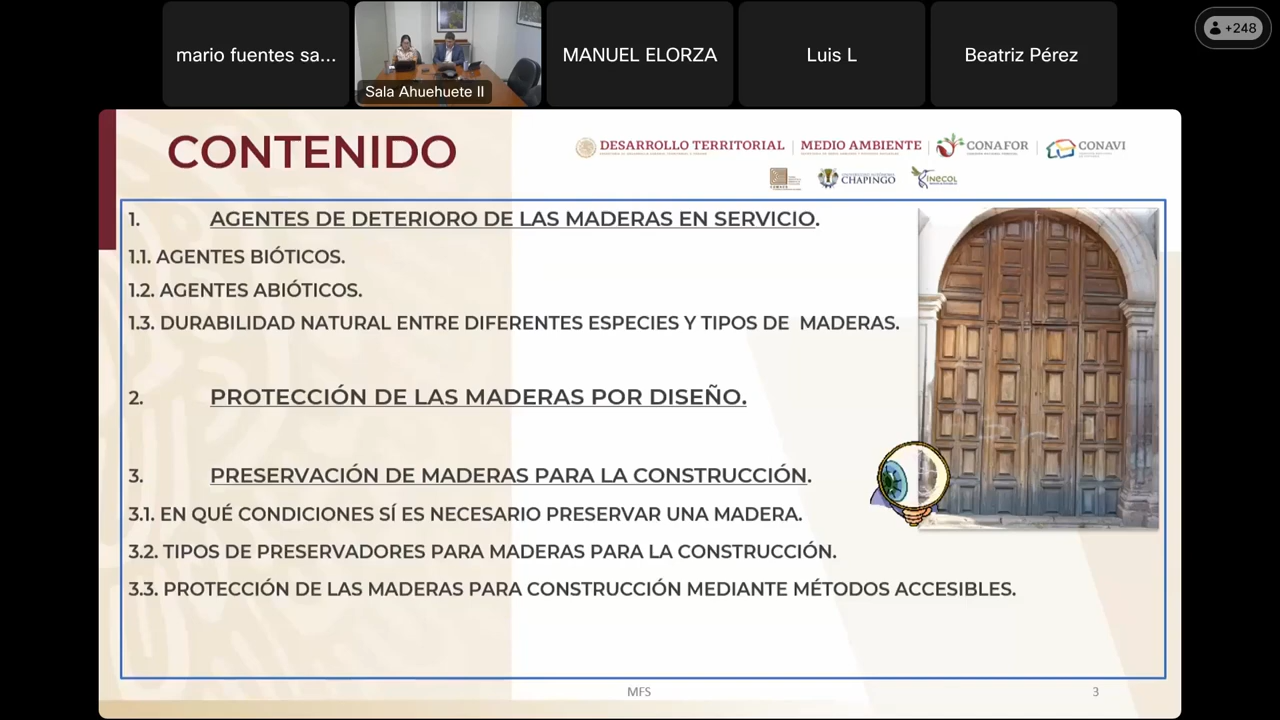 mario fuentes sa...
Sala Ahuehuete II
MANUEL ELORZA
Luis L
Beatriz Pérez
+248
CONTENIDO
DESARROLLO TERRITORIAL
MEDIO AMBIENTE
CONAFOR
CONAVI
CHAPINGO
INECOL
1. AGENTES DE DETERIORO DE LAS MADERAS EN SERVICIO.
1.1. AGENTES BIÓTICOS.
1.2. AGENTES ABIÓTICOS.
1.3. DURABILIDAD NATURAL ENTRE DIFERENTES ESPECIES Y TIPOS DE MADERAS.
2. PROTECCIÓN DE LAS MADERAS POR DISEÑO.
3. PRESERVACIÓN DE MADERAS PARA LA CONSTRUCCIÓN.
3.1. EN QUÉ CONDICIONES SÍ ES NECESARIO PRESERVAR UNA MADERA.
3.2. TIPOS DE PRESERVADORES PARA MADERAS PARA LA CONSTRUCCIÓN.
3.3. PROTECCIÓN DE LAS MADERAS PARA CONSTRUCCIÓN MEDIANTE MÉTODOS ACCESIBLES.
MFS
3